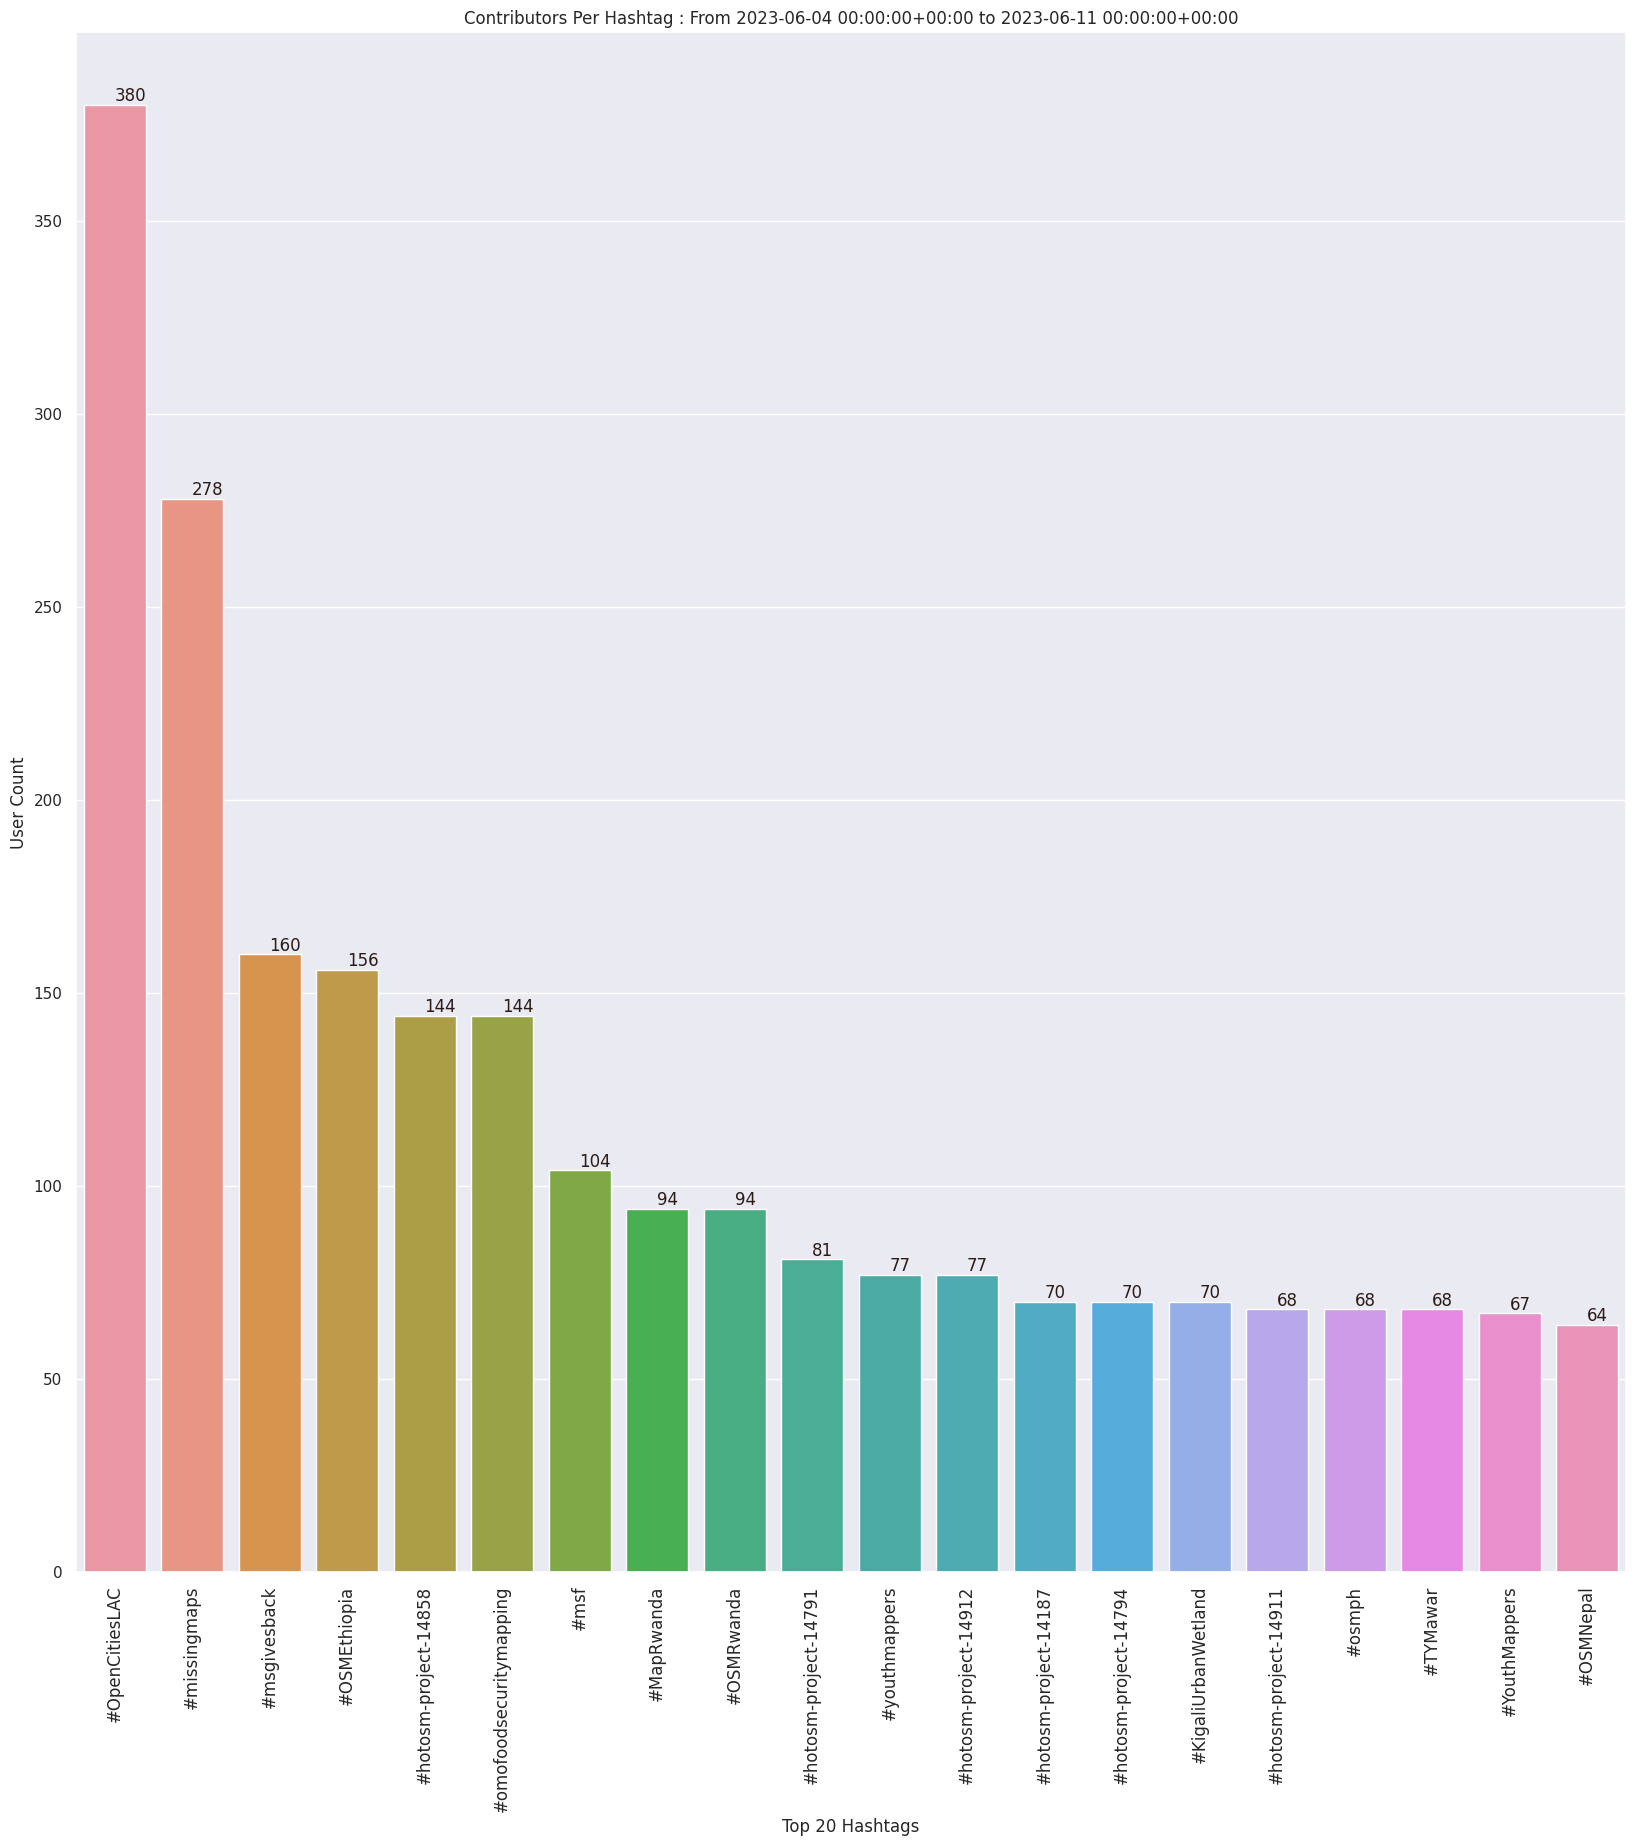 Contributors Per Hashtag : From 2023-06-04 00:00:00+00:00 to 2023-06-11 00:00:00+00:00
User Count
350
300
250
200
150
100
50
0
380
278
160
156
144
144
104
94
94
81
77
77
70
70
70
68
68
68
67
64
#OpenCitiesLAC
#missingmaps
#msgivesback
#OSMEthiopia
#hotosm-project-14858
#omofoodsecuritymapping
#msf
#MapRwanda
#OSMRwanda
#hotosm-project-14791
#youthmappers
#hotosm-project-14912
#hotosm-project-14187
#hotosm-project-14794
#KigaliUrbanWetland
#hotosm-project-14911
#osmph
#TYMawar
#YouthMappers
#OSMNepal
Top 20 Hashtags